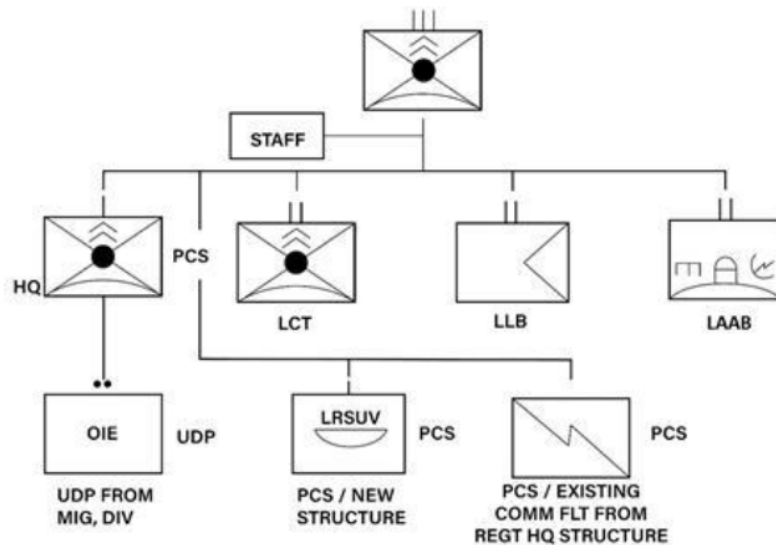 STAFF
HQ
PCS
LCT
LLB
LAAB
OIE
UDP
LRSUV
PCS
PCS
UDP FROM
MIG, DIV
PCS / NEW
STRUCTURE
PCS / EXISTING
COMM FLT FROM
REGT HQ STRUCTURE